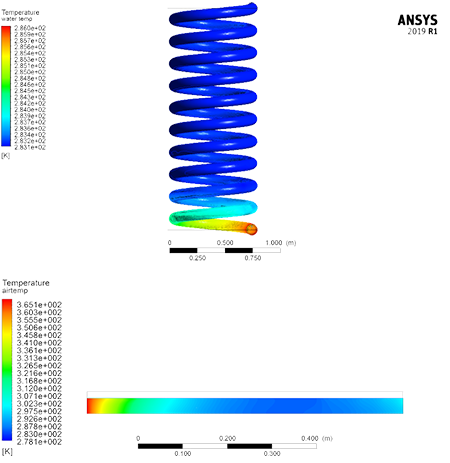 Temperature
water temp
ANSYS
2019 R1
2.860e+02
2.859e+02
2.857e+02
2.856e+02
2.854e+02
2.853e+02
2.851e+02
2.850e+02
2.848e+02
2.846e+02
2.845e+02
2.843e+02
2.842e+02
2.840e+02
2.839e+02
2.837e+02
2.836e+02
2.834e+02
2.832e+02
2.831e+02
[K]
0 0.500 1.000 (m)
0.250 0.750
Temperature
airtemp
3.651e+002
3.603e+002
3.555e+002
3.506e+002
3.458e+002
3.410e+002
3.361e+002
3.313e+002
3.265e+002
3.216e+002
3.168e+002
3.120e+002
3.071e+002
3.023e+002
2.975e+002
2.926e+002
2.878e+002
2.830e+002
2.781e+002
[K]
0 0.200 0.400 (m)
0.100 0.300